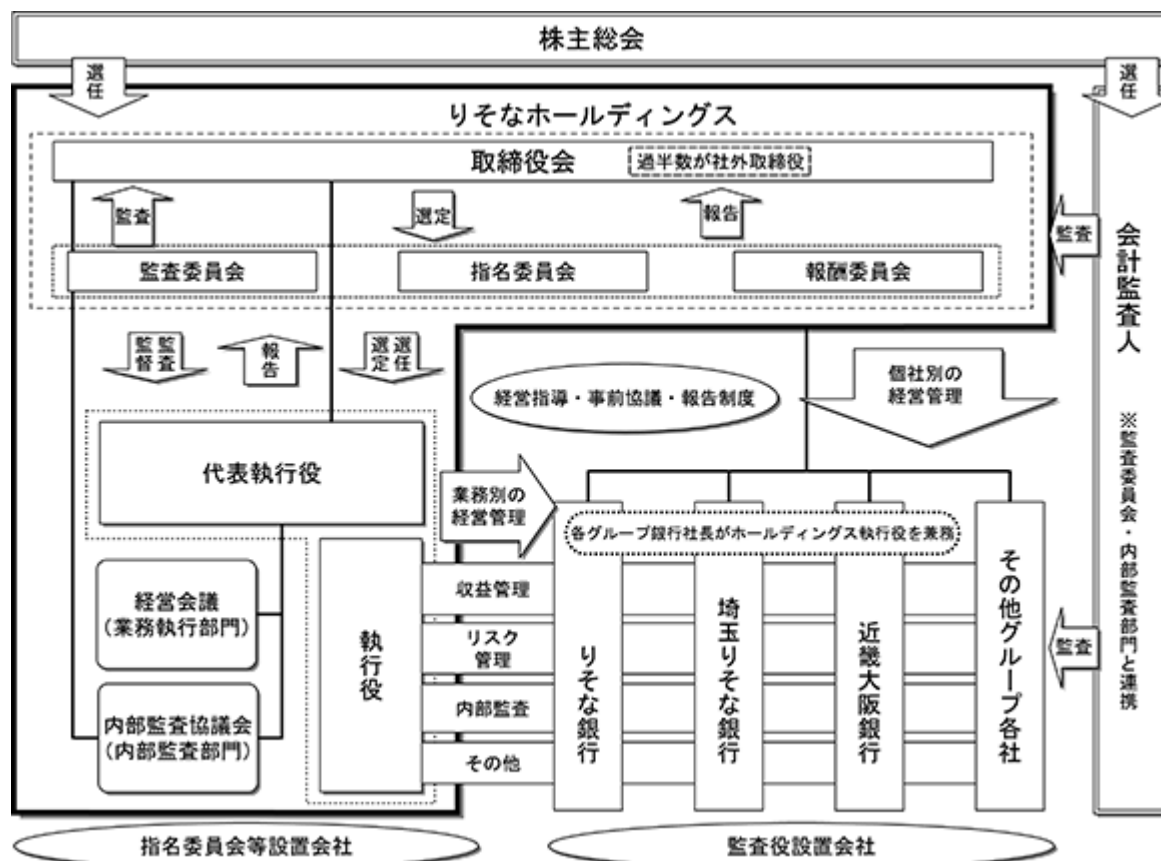 株主総会
選任
選任
りそなホールディングス
取締役会
過半数が社外取締役
監査
選定
報告
監査
監査委員会
指名委員会
報酬委員会
会計監査人
※監査委員会・内部監査部門と連携
監督
監査
報告
選定
選任
経営指導・事前協議・報告制度
個社別の
経営管理
代表執行役
業務別の
経営管理
各グループ銀行社長がホールディングス執行役を兼務
経営会議
(業務執行部門)
執行役
収益管理
リスク
管理
内部監査
その他
りそな銀行
埼玉りそな銀行
近畿大阪銀行
その他グループ各社
監査
内部監査協議会
(内部監査部門)
指名委員会等設置会社
監査役設置会社